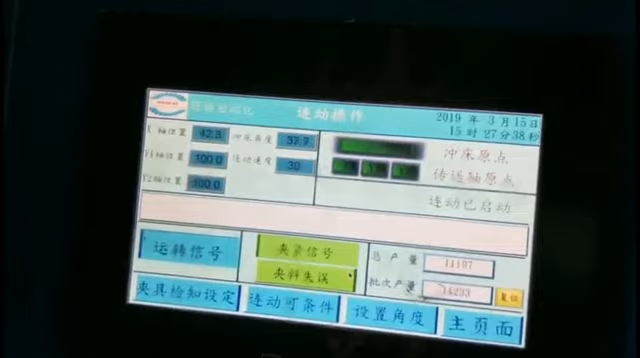 连动操作
2019 年 3月15日
15 时 27分38秒
X 轴位置 42.3 冲床角度 37.7
Y1轴位置 100.0 连动速度 30
Y2轴位置 100.0
冲床原点
传送轴原点
连动已启动
运转信号
夹紧信号
夹料失误
总 产 量 11197
批次产量 14233 复位
夹具检知设定 连动可条件 设置角度 主页面